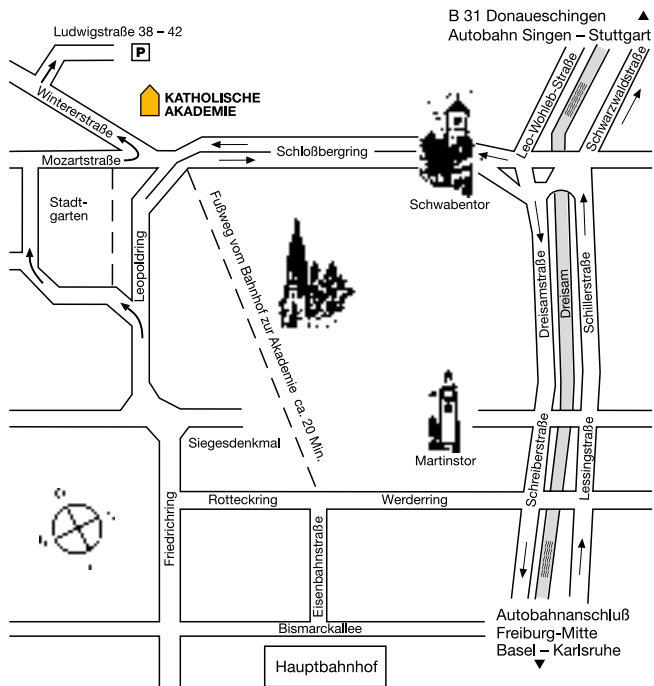 B 31 Donaueschingen
Autobahn Singen – Stuttgart
Ludwigstraße 38 – 42
P
KATHOLISCHE
AKADEMIE
Wintererstraße
Leo-Wohleb-Straße
Schwarzwaldstraße
Mozartstraße
Schloßbergring
Schwabentor
Stadt-
garten
Leopoldring
Fußweg vom Bahnhof zur Akademie ca. 20 Min.
Dreisamstraße
Dreisam
Schillerstraße
Siegesdenkmal
Martinstor
Schreiberstraße
Lessingstraße
Rotteckring
Werderring
Friedrichring
Eisenbahnstraße
Bismarckallee
Autobahnanschluß
Freiburg-Mitte
Basel – Karlsruhe
Hauptbahnhof